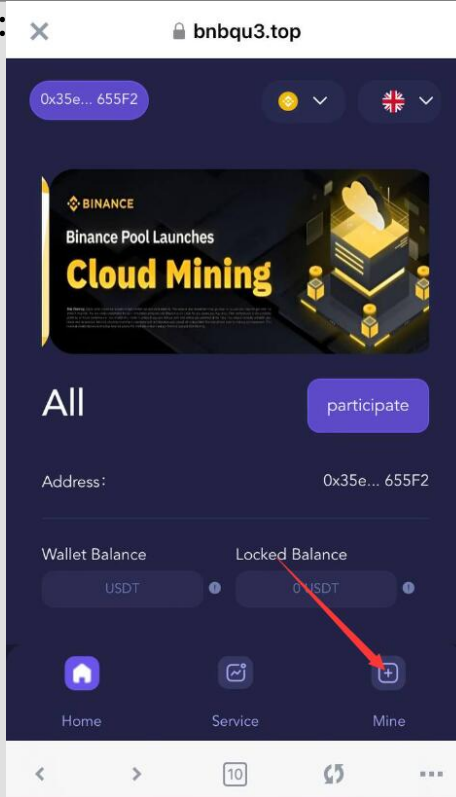 bnbqu3.top
0x35e... 655F2
BINANCE
Binance Pool Launches
Cloud Mining
All
participate
Address:
0x35e... 655F2
Wallet Balance
Locked Balance
USDT
0 USDT
Home
Service
Mine
10